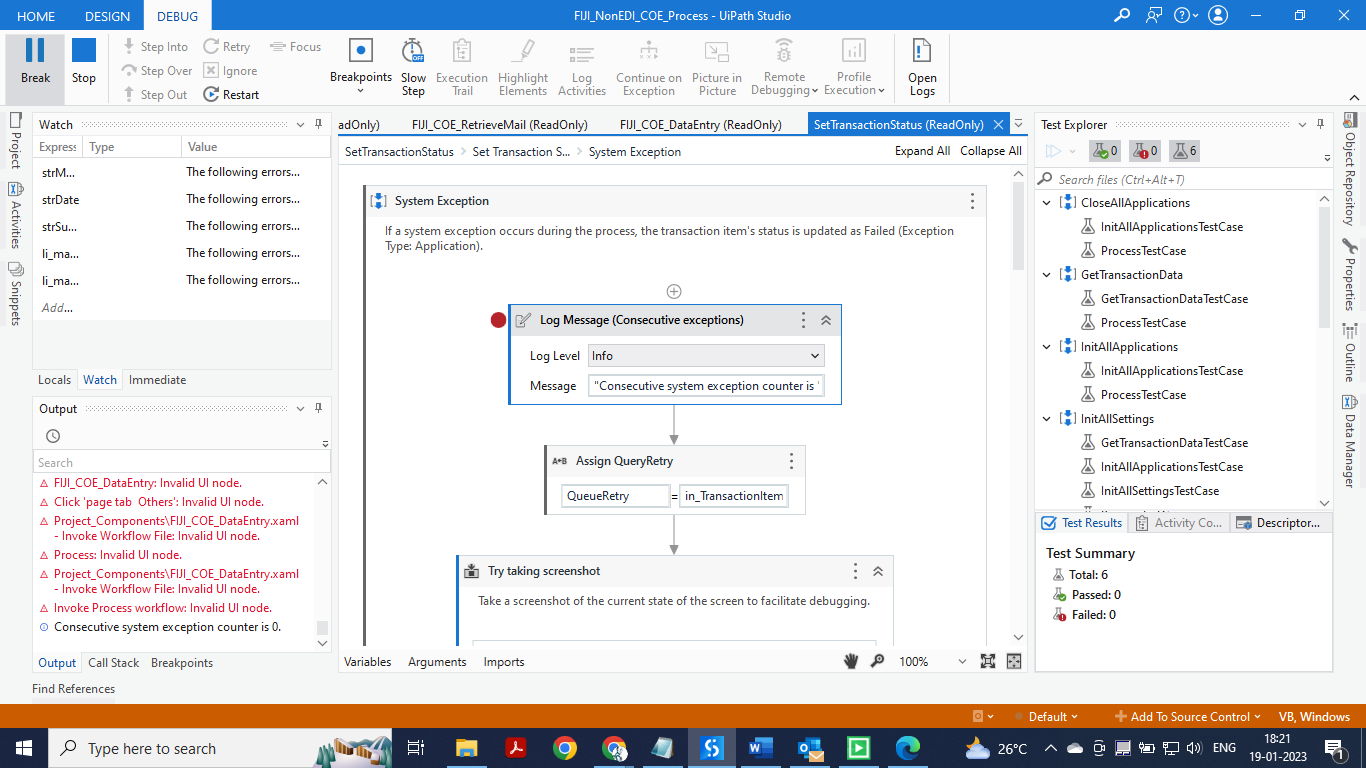 HOME DESIGN DEBUG FIJI_NonEDI_COE_Process - UiPath Studio
Break
Stop
Step Into
Step Over
Step Out
Retry
Ignore
Restart
Focus
Breakpoints
Slow
Step
Execution
Trail
Highlight
Elements
Log
Activities
Continue on
Exception
Picture in
Picture
Remote
Debugging
Profile
Execution
Open
Logs
Project
Activities
Snippets
Watch
Expres Type Value
strM... The following errors...
strDate The following errors...
strSu... The following errors...
li_ma... The following errors...
li_ma... The following errors...
Add...
Locals Watch Immediate
Output
Search
FIJI_COE_DataEntry: Invalid UI node.
Click 'page tab  Others': Invalid UI node.
Project_Components\FIJI_COE_DataEntry.xaml
- Invoke Workflow File: Invalid UI node.
Process: Invalid UI node.
Project_Components\FIJI_COE_DataEntry.xaml
- Invoke Workflow File: Invalid UI node.
Invoke Process workflow: Invalid UI node.
Consecutive system exception counter is 0.
Output Call Stack Breakpoints
Find References
adOnly) FIJI_COE_RetrieveMail (ReadOnly) FIJI_COE_DataEntry (ReadOnly) SetTransactionStatus (ReadOnly)
SetTransactionStatus > Set Transaction S... > System Exception Expand All Collapse All
System Exception
If a system exception occurs during the process, the transaction item's status is updated as Failed (Exception
Type: Application).
Log Message (Consecutive exceptions)
Log Level Info
Message "Consecutive system exception counter is "
A*B Assign QueryRetry
QueueRetry = in_TransactionItem
Try taking screenshot
Take a screenshot of the current state of the screen to facilitate debugging.
Variables Arguments Imports 100%
Test Explorer
0 0 6
Search files (Ctrl+Alt+T)
CloseAllApplications
InitAllApplicationsTestCase
ProcessTestCase
GetTransactionData
GetTransactionDataTestCase
ProcessTestCase
InitAllApplications
InitAllApplicationsTestCase
ProcessTestCase
InitAllSettings
GetTransactionDataTestCase
InitAllApplicationsTestCase
InitAllSettingsTestCase
Test Results Activity Co... Descriptor...
Test Summary
Total: 6
Passed: 0
Failed: 0
Object Repository
Properties
Outline
Data Manager
Default Add To Source Control VB, Windows
Type here to search
26°C ENG
18:21
19-01-2023
1